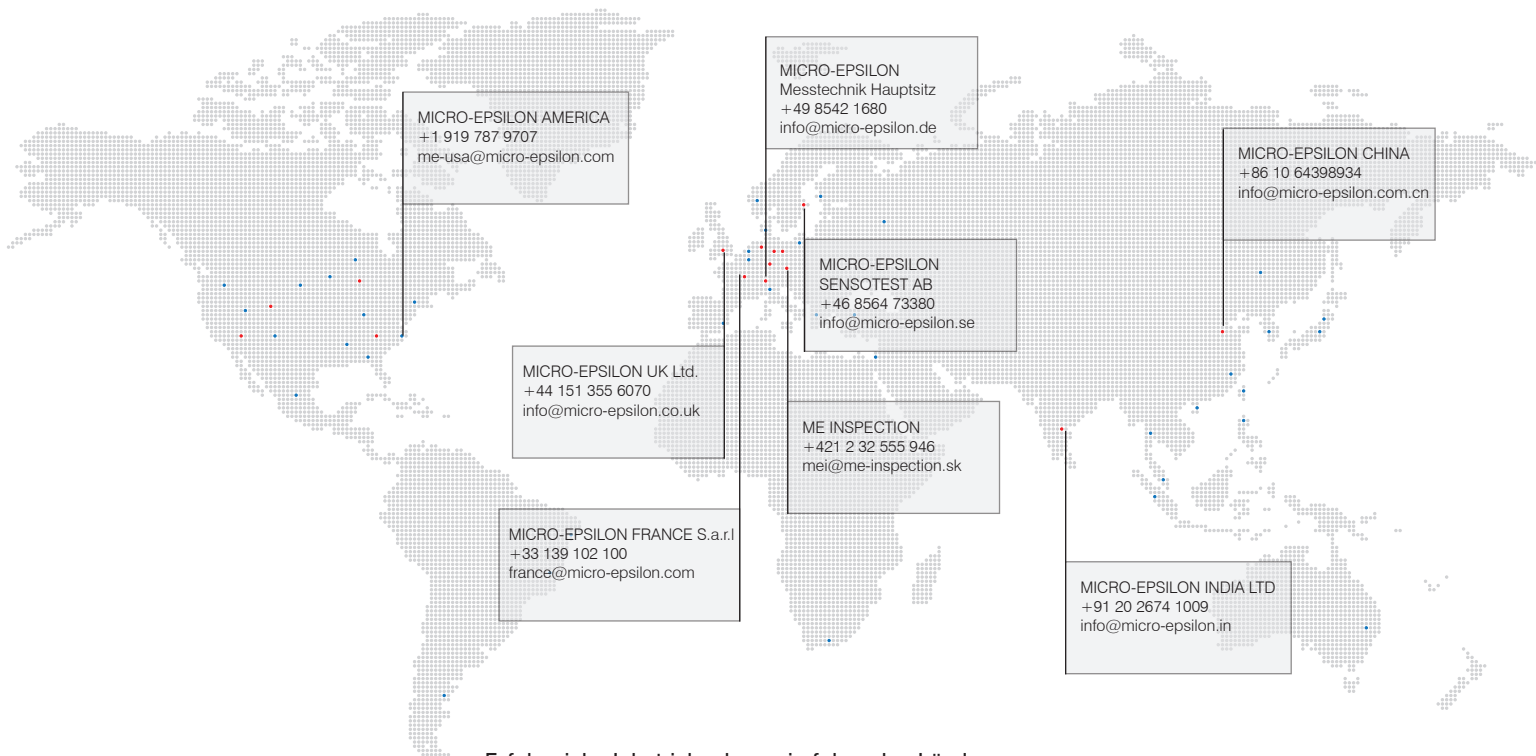 MICRO-EPSILON
Messtechnik Hauptsitz
+49 8542 1680
info@micro-epsilon.de
MICRO-EPSILON AMERICA
+1 919 787 9707
me-usa@micro-epsilon.com
MICRO-EPSILON CHINA
+86 10 64398934
info@micro-epsilon.com.cn
MICRO-EPSILON
SENSOTEST AB
+46 8564 73380
info@micro-epsilon.se
MICRO-EPSILON UK Ltd.
+44 151 355 6070
info@micro-epsilon.co.uk
ME INSPECTION
+421 2 32 555 946
mei@me-inspection.sk
MICRO-EPSILON FRANCE S.a.r.l
+33 139 102 100
france@micro-epsilon.com
MICRO-EPSILON INDIA LTD
+91 20 2674 1009
info@micro-epsilon.in